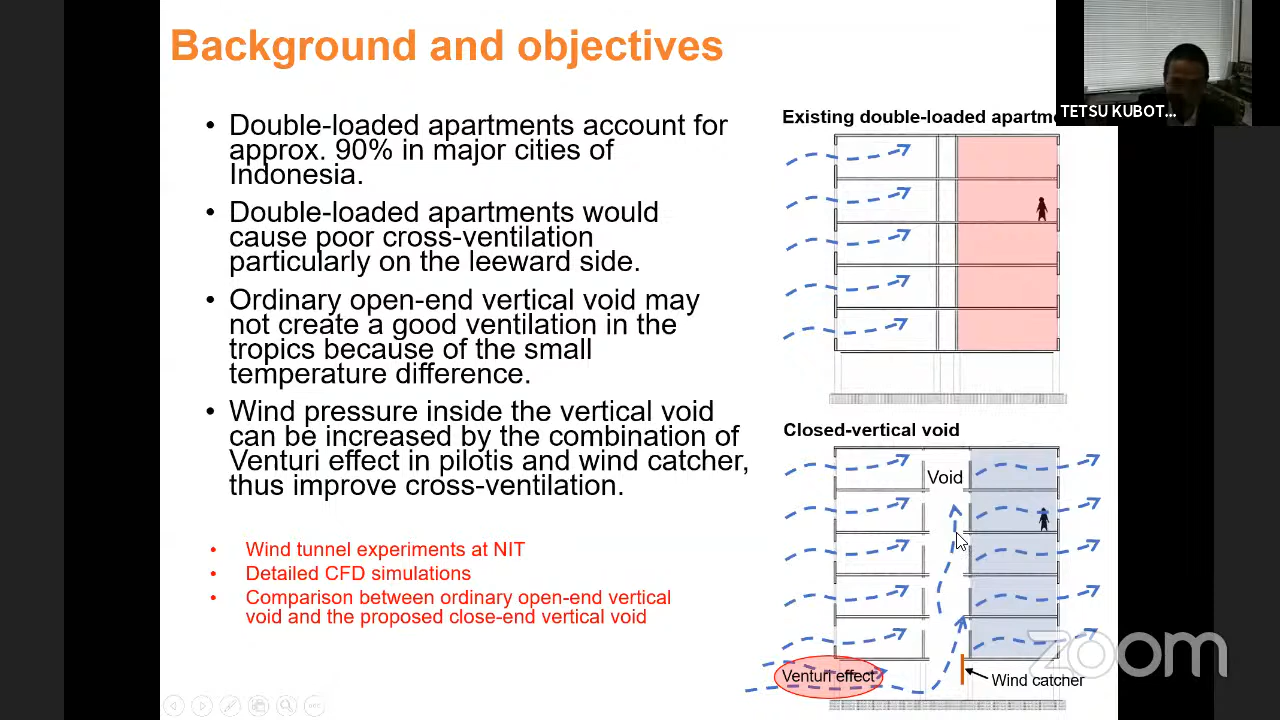 Background and objectives
• Double-loaded apartments account for
approx. 90% in major cities of
Indonesia.
• Double-loaded apartments would
cause poor cross-ventilation
particularly on the leeward side.
• Ordinary open-end vertical void may
not create a good ventilation in the
tropics because of the small
temperature difference.
• Wind pressure inside the vertical void
can be increased by the combination of
Venturi effect in pilotis and wind catcher,
thus improve cross-ventilation.
• Wind tunnel experiments at NIT
• Detailed CFD simulations
• Comparison between ordinary open-end vertical
void and the proposed close-end vertical void
TETSU KUBOT...
Existing double-loaded apartme
Closed-vertical void
Void
Venturi effect
Wind catcher
zoom